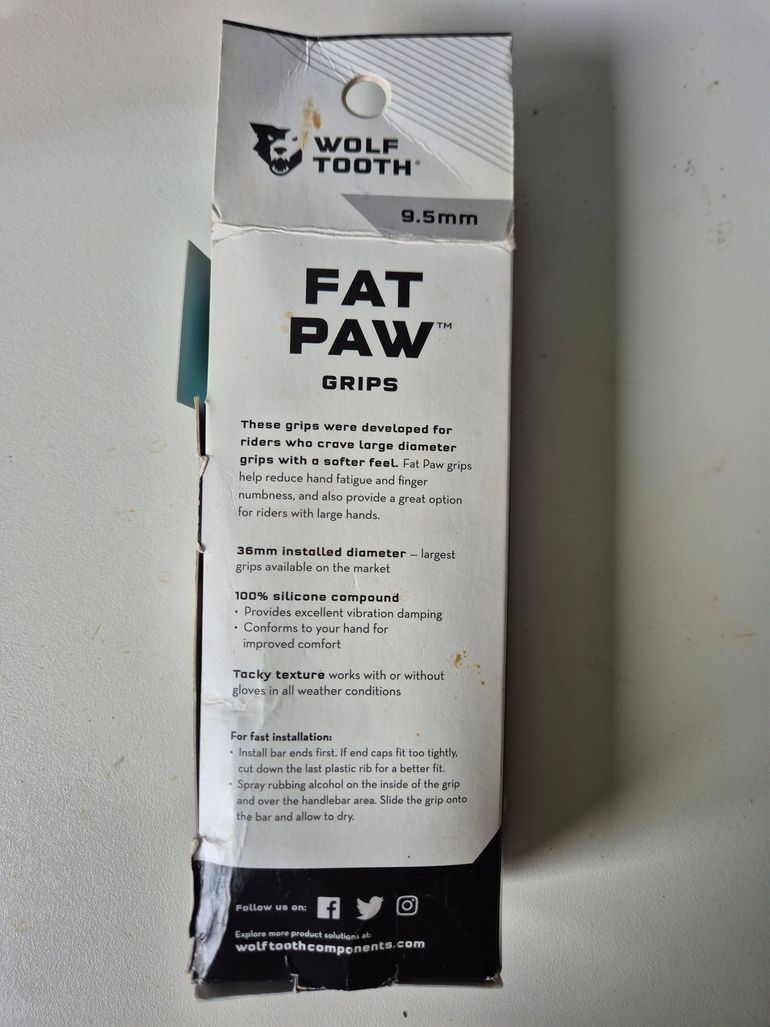 WOLF
TOOTH®
9.5mm
FAT
PAW™
GRIPS
These grips were developed for
riders who crave large diameter
grips with a softer feel. Fat Paw grips
help reduce hand fatigue and finger
numbness, and also provide a great option
for riders with large hands.
36mm installed diameter – largest
grips available on the market
100% silicone compound
• Provides excellent vibration damping
• Conforms to your hand for
improved comfort
Tacky texture works with or without
gloves in all weather conditions
For fast installation:
• Install bar ends first. If end caps fit too tightly,
cut down the last plastic rib for a better fit.
• Spray rubbing alcohol on the inside of the grip
and over the handlebar area. Slide the grip onto
the bar and allow to dry.
Follow us on:
Explore more product solutions at:
wolftoothcomponents.com